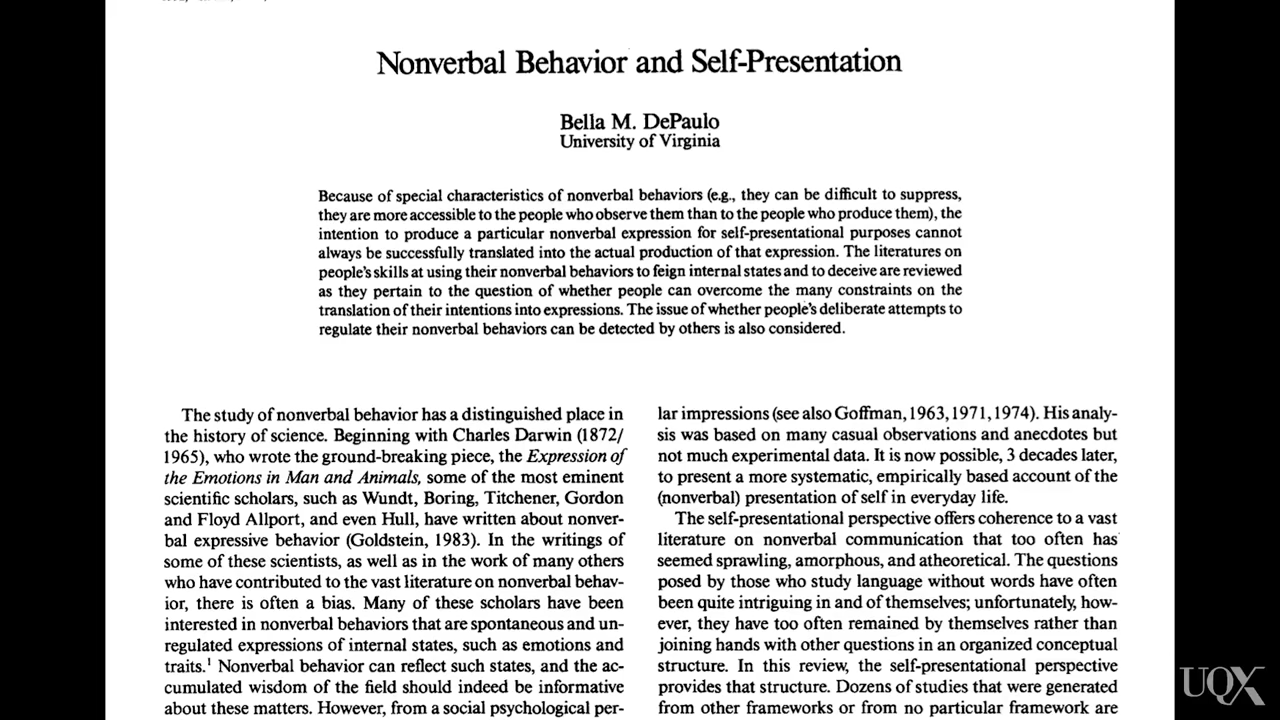 Nonverbal Behavior and Self-Presentation
Bella M. DePaulo
University of Virginia
Because of special characteristics of nonverbal behaviors (e.g., they can be difficult to suppress,
they are more accessible to the people who observe them than to the people who produce them), the
intention to produce a particular nonverbal expression for self-presentational purposes cannot
always be successfully translated into the actual production of that expression. The literatures on
people's skills at using their nonverbal behaviors to feign internal states and to deceive are reviewed
as they pertain to the question of whether people can overcome the many constraints on the
translation of their intentions into expressions. The issue of whether people's deliberate attempts to
regulate their nonverbal behaviors can be detected by others is also considered.
The study of nonverbal behavior has a distinguished place in
the history of science. Beginning with Charles Darwin (1872/
1965), who wrote the ground-breaking piece, the Expression of
the Emotions in Man and Animals, some of the most eminent
scientific scholars, such as Wundt, Boring, Titchener, Gordon
and Floyd Allport, and even Hull, have written about nonver-
bal expressive behavior (Goldstein, 1983). In the writings of
some of these scientists, as well as in the work of many others
who have contributed to the vast literature on nonverbal behav-
ior, there is often a bias. Many of these scholars have been
interested in nonverbal behaviors that are spontaneous and un-
regulated expressions of internal states, such as emotions and
traits.¹ Nonverbal behavior can reflect such states, and the ac-
cumulated wisdom of the field should indeed be informative
about these matters. However, from a social psychological per-
lar impressions (see also Goffman, 1963, 1971, 1974). His analy-
sis was based on many casual observations and anecdotes but
not much experimental data. It is now possible, 3 decades later,
to present a more systematic, empirically based account of the
(nonverbal) presentation of self in everyday life.
The self-presentational perspective offers coherence to a vast
literature on nonverbal communication that too often has
seemed sprawling, amorphous, and atheoretical. The questions
posed by those who study language without words have often
been quite intriguing in and of themselves; unfortunately, how-
ever, they have too often remained by themselves rather than
joining hands with other questions in an organized conceptual
structure. In this review, the self-presentational perspective
provides that structure. Dozens of studies that were generated
from other frameworks or from no particular framework are
UQX